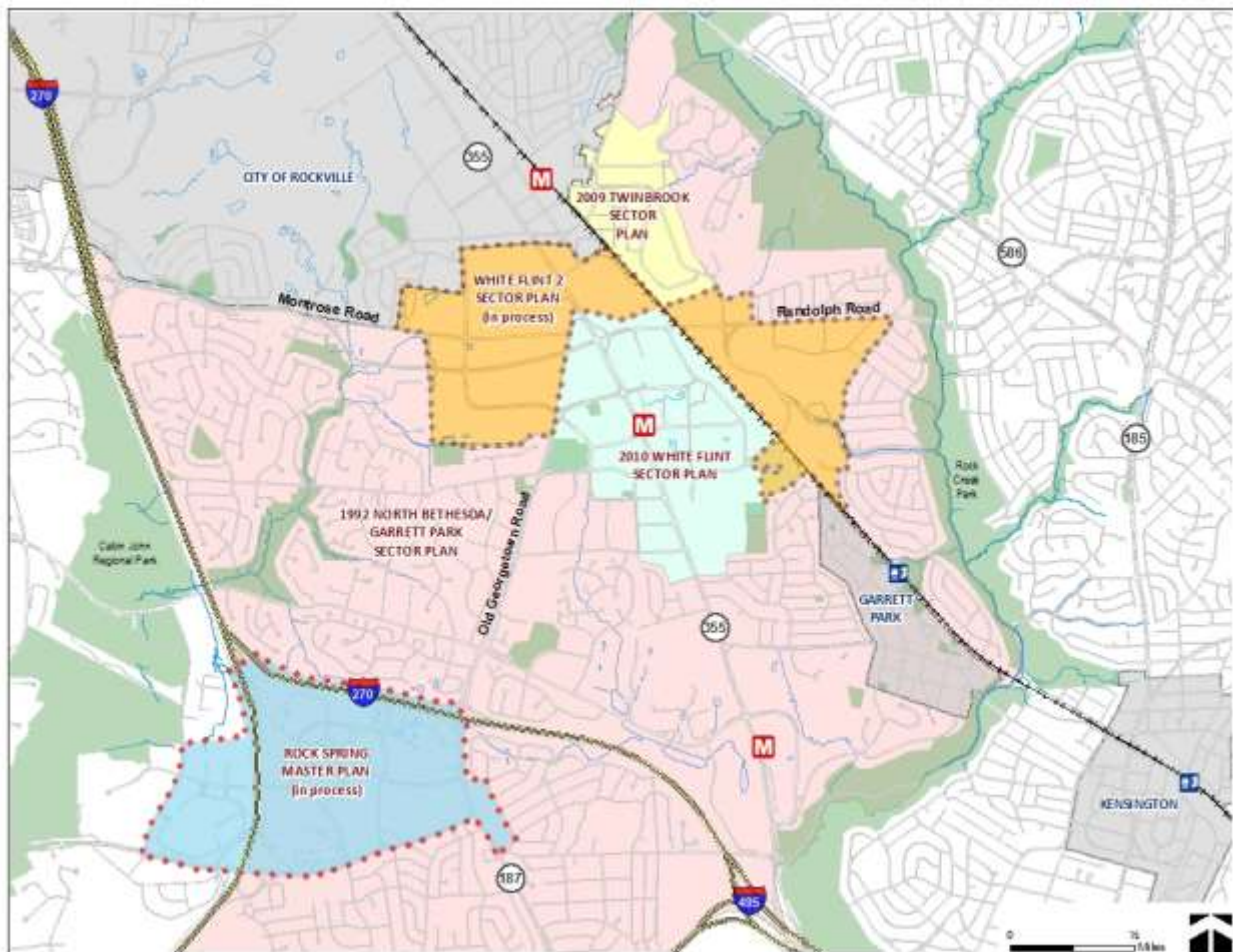 270
CITY OF ROCKVILLE
355
M
2009 TWINBROOK
SECTOR
PLAN
586
WHITE FLINT 2
SECTOR PLAN
(In process)
Montrose Road
Randolph Road
M
2010 WHITE FLINT
SECTOR PLAN
185
Rock
Creek
Park
1992 NORTH BETHESDA/
GARRETT PARK
SECTOR PLAN
Old Georgetown Road
Cabin John
Regional Park
GARRETT
PARK
355
270
M
ROCK SPRING
MASTER PLAN
(In process)
KENSINGTON
187
495
0
Miles